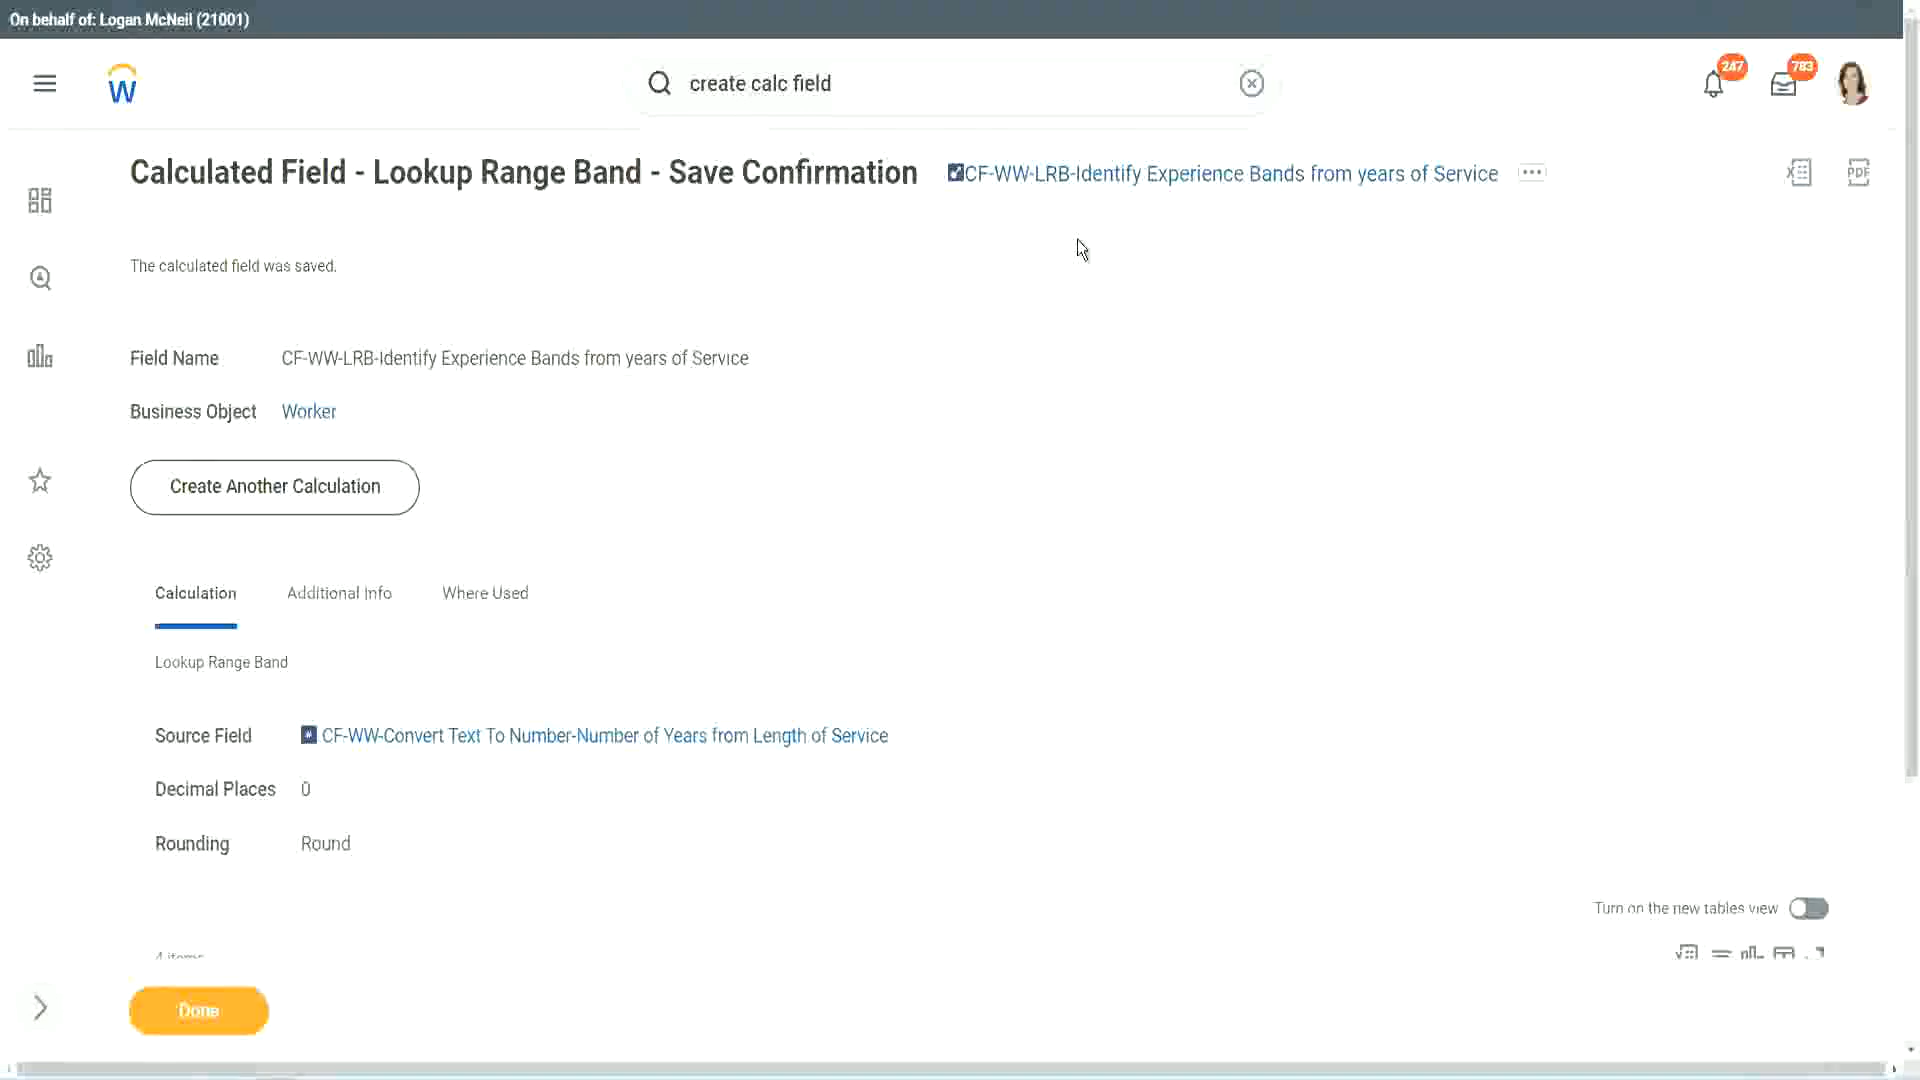 On behalf of: Logan McNeil (21001)
create calc field
247
783
W
Calculated Field - Lookup Range Band - Save Confirmation
CF-WW-LRB-Identify Experience Bands from years of Service
PDF
The calculated field was saved.
Field Name CF-WW-LRB-Identify Experience Bands from years of Service
Business Object Worker
Create Another Calculation
Calculation Additional Info Where Used
Lookup Range Band
Source Field CF-WW-Convert Text To Number-Number of Years from Length of Service
Decimal Places 0
Rounding Round
Turn on the new tables view
4 items
Done